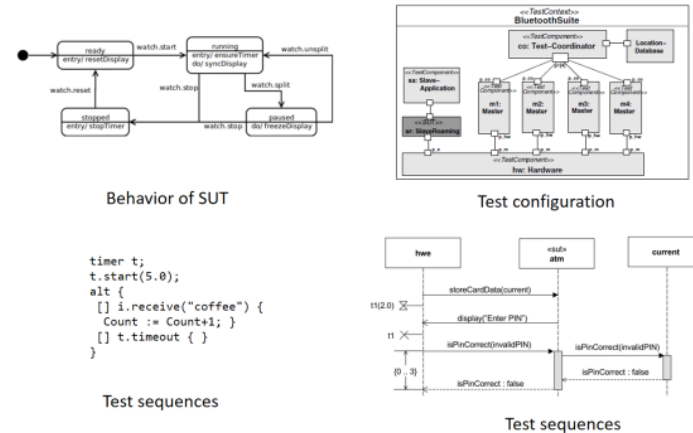 ready
entry/ resetDisplay
watch.start
running
entry/ ensureTimer
do/ syncDisplay
watch.unsplit
watch.reset
watch.stop
watch.split
stopped
entry/ stopTimer
watch.stop
paused
do/ freezeDisplay
Behavior of SUT
<<TestContext>>
BluetoothSuite
<<TestComponent>>
co: Test-Coordinator
Location-
Database
<<TestComponent>>
sa: Slave-
Application
<<SUT>>
sr: SlaveRoaming
m1:
Master
m2:
Master
m3:
Master
m4:
Master
<<TestComponent>>
hw: Hardware
Test configuration
timer t;
t.start(5.0);
alt {
[] i.receive("coffee") {
Count := Count+1; }
[] t.timeout { }
}
Test sequences
hwe
«sut»
atm
current
storeCardData(current)
t1(2.0)
display("Enter PIN")
t1
isPinCorrect(invalidPIN)
isPinCorrect(invalidPIN)
{0 .. 3}
isPinCorrect : false
isPinCorrect : false
Test sequences